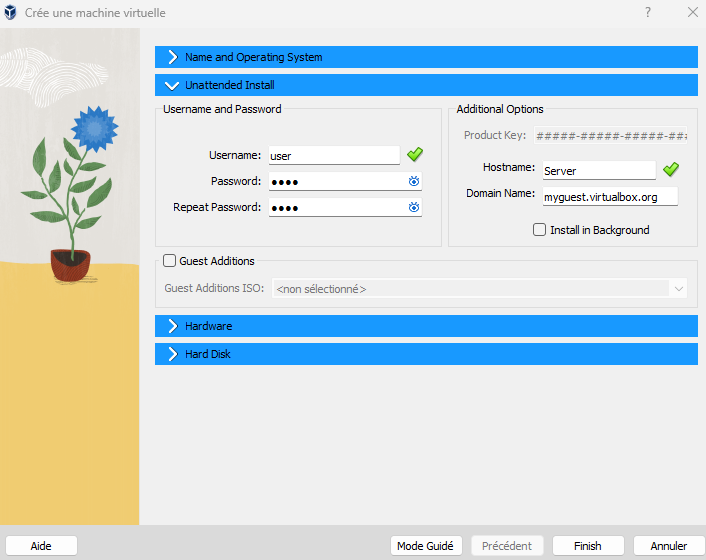 Crée une machine virtuelle
Name and Operating System
Unattended Install
Username and Password
Username: user
Password: ●●●●
Repeat Password: ●●●●
Additional Options
Product Key: #####-#####-#####-###
Hostname: Server
Domain Name: myguest.virtualbox.org
Install in Background
Guest Additions
Guest Additions ISO: <non sélectionné>
Hardware
Hard Disk
Aide
Mode Guidé
Précédent
Finish
Annuler